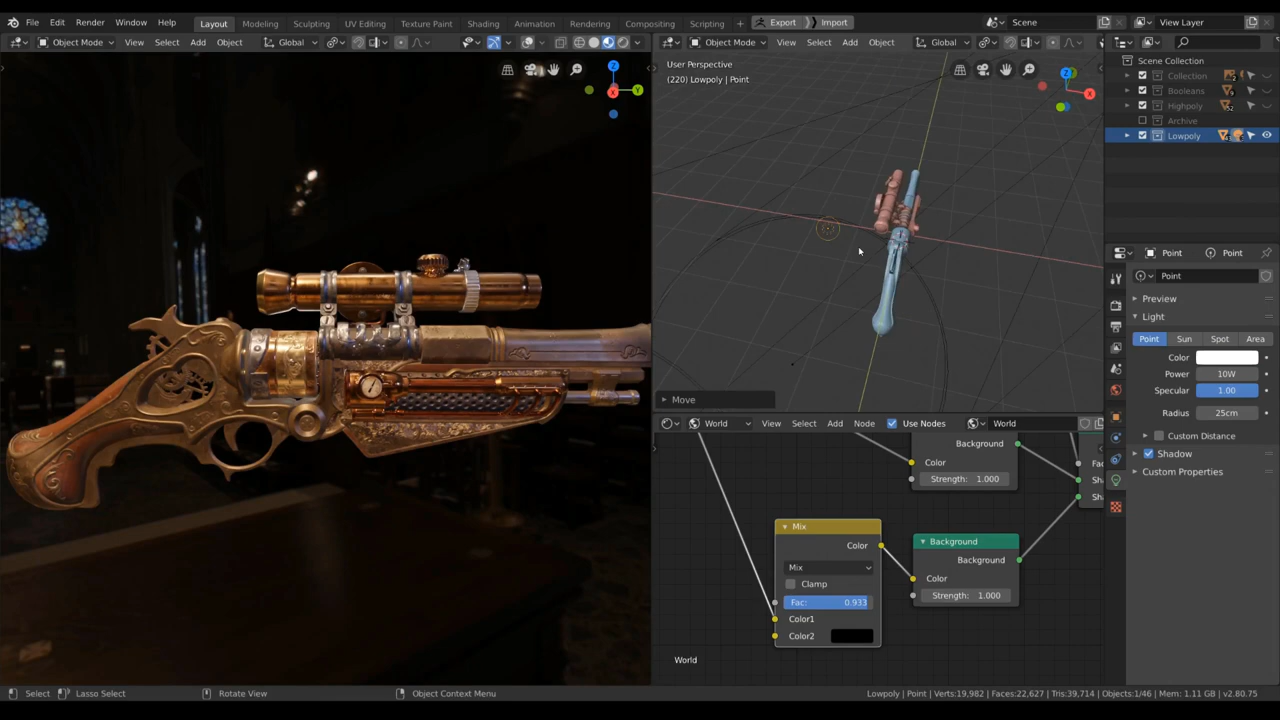 File Edit Render Window Help Layout Modeling Sculpting UV Editing Texture Paint Shading Animation Rendering Compositing Scripting + Export Import Scene View Layer
Object Mode View Select Add Object Global
Object Mode View Select Add Object Global
User Perspective
(220) Lowpoly | Point
Z
Y
X
Z
X
Move
Scene Collection
Collection 2
Booleans
Highpoly
Archive
Lowpoly
Point Point
Point
Preview
Light
Point Sun Spot Area
Color
Power 10W
Specular 1.00
Radius 25cm
Custom Distance
Shadow
Custom Properties
World View Select Add Node Use Nodes World
Background
Color
Strength: 1.000
Mix
Color
Mix
Clamp
Fac: 0.933
Color1
Color2
Background
Background
Color
Strength: 1.000
Fac
Sha
Sha
World
Select Lasso Select Rotate View Object Context Menu
Lowpoly | Point | Verts:19,982 | Faces:22,627 | Tris:39,714 | Objects:1/46 | Mem: 1.11 GB | v2.80.75